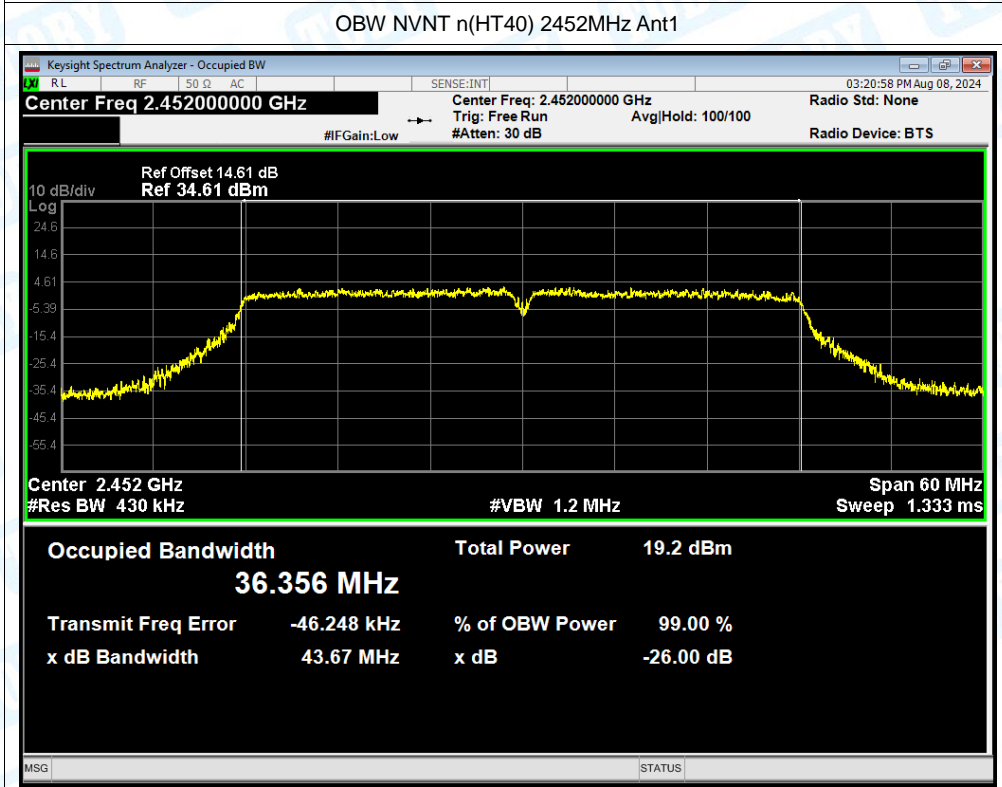 OBW NVNT n(HT40) 2452MHz Ant1
Keysight Spectrum Analyzer - Occupied BW
LXI RL RF 50 Ω AC SENSE:INT 03:20:58 PM Aug 08, 2024
Center Freq 2.452000000 GHz
Center Freq: 2.452000000 GHz
Radio Std: None
Trig: Free Run Avg|Hold: 100/100
#IFGain:Low #Atten: 30 dB
Radio Device: BTS
Ref Offset 14.61 dB
10 dB/div Ref 34.61 dBm
Log
24.6
14.6
4.61
-5.39
-15.4
-25.4
-35.4
-45.4
-55.4
Center 2.452 GHz Span 60 MHz
#Res BW 430 kHz #VBW 1.2 MHz Sweep 1.333 ms
Occupied Bandwidth Total Power 19.2 dBm
36.356 MHz
Transmit Freq Error -46.248 kHz % of OBW Power 99.00 %
x dB Bandwidth 43.67 MHz x dB -26.00 dB
MSG STATUS